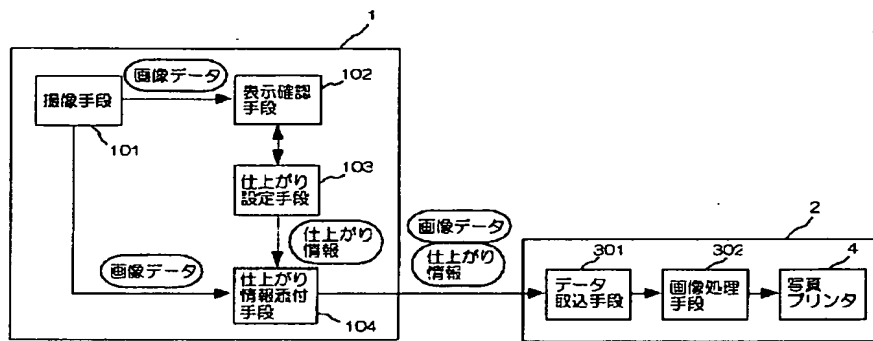 1
画像データ
102
撮像手段
表示確認
手段
101
103
仕上がり
設定手段
仕上がり
情報
画像データ
画像データ
仕上がり
情報
2
301
302
4
仕上がり
情報添付
手段
104
データ
取込手段
画像処理
手段
写真
プリンタ